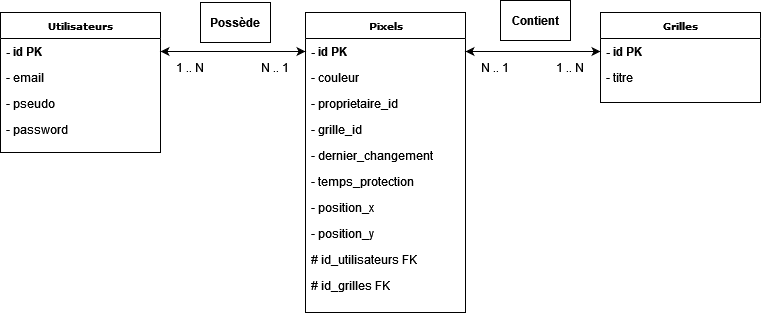 Utilisateurs
- id PK
- email
- pseudo
- password
Possède
1 .. N
N .. 1
Pixels
- id PK
- couleur
- proprietaire_id
- grille_id
- dernier_changement
- temps_protection
- position_x
- position_y
# id_utilisateurs FK
# id_grilles FK
Contient
N .. 1
1 .. N
Grilles
- id PK
- titre